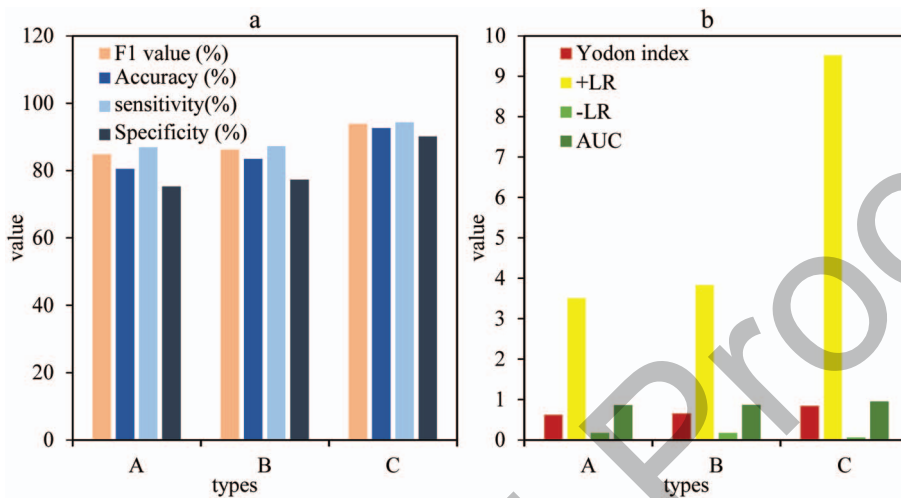 a
120
100
80
60
40
20
0
value
F1 value (%)
Accuracy (%)
sensitivity(%)
Specificity (%)
A
B
C
types
b
10
9
8
7
6
5
4
3
2
1
0
value
Yodon index
+LR
-LR
AUC
A
B
C
types
Proo